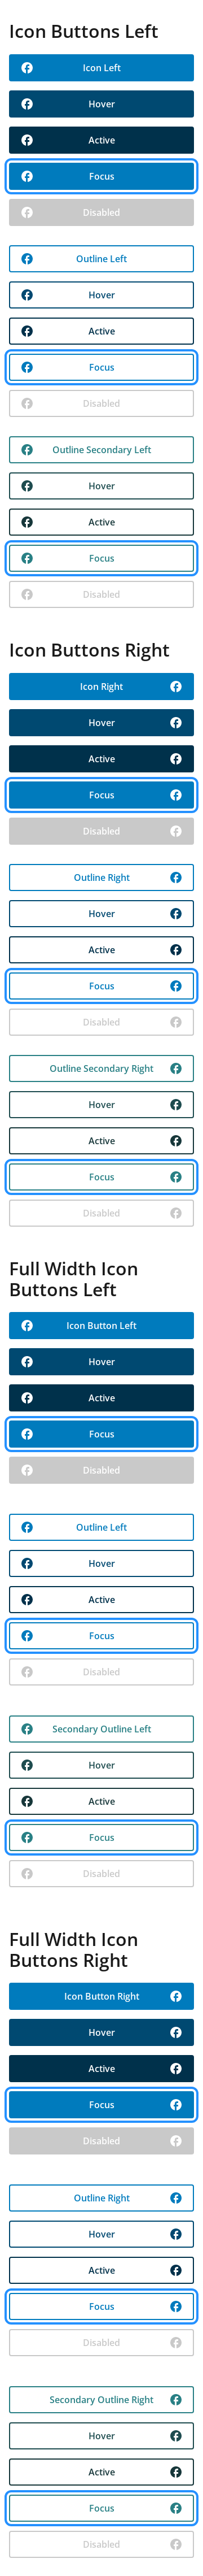 Icon Buttons Left
Icon Left
Hover
Active
Focus
Disabled
Outline Left
Hover
Active
Focus
Disabled
Outline Secondary Left
Hover
Active
Focus
Disabled
Icon Buttons Right
Icon Right
Hover
Active
Focus
Disabled
Outline Right
Hover
Active
Focus
Disabled
Outline Secondary Right
Hover
Active
Focus
Disabled
Full Width Icon
Buttons Left
Icon Button Left
Hover
Active
Focus
Disabled
Outline Left
Hover
Active
Focus
Disabled
Secondary Outline Left
Hover
Active
Focus
Disabled
Full Width Icon
Buttons Right
Icon Button Right
Hover
Active
Focus
Disabled
Outline Right
Hover
Active
Focus
Disabled
Secondary Outline Right
Hover
Active
Focus
Disabled